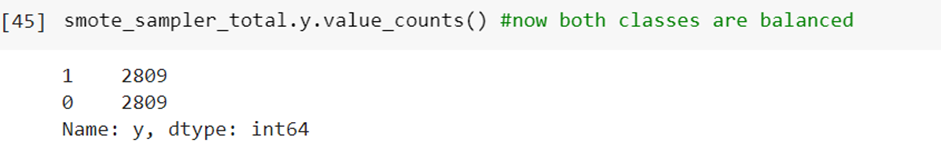 [45] smote_sampler_total.y.value_counts() #now both classes are balanced
1    2809
0    2809
Name: y, dtype: int64